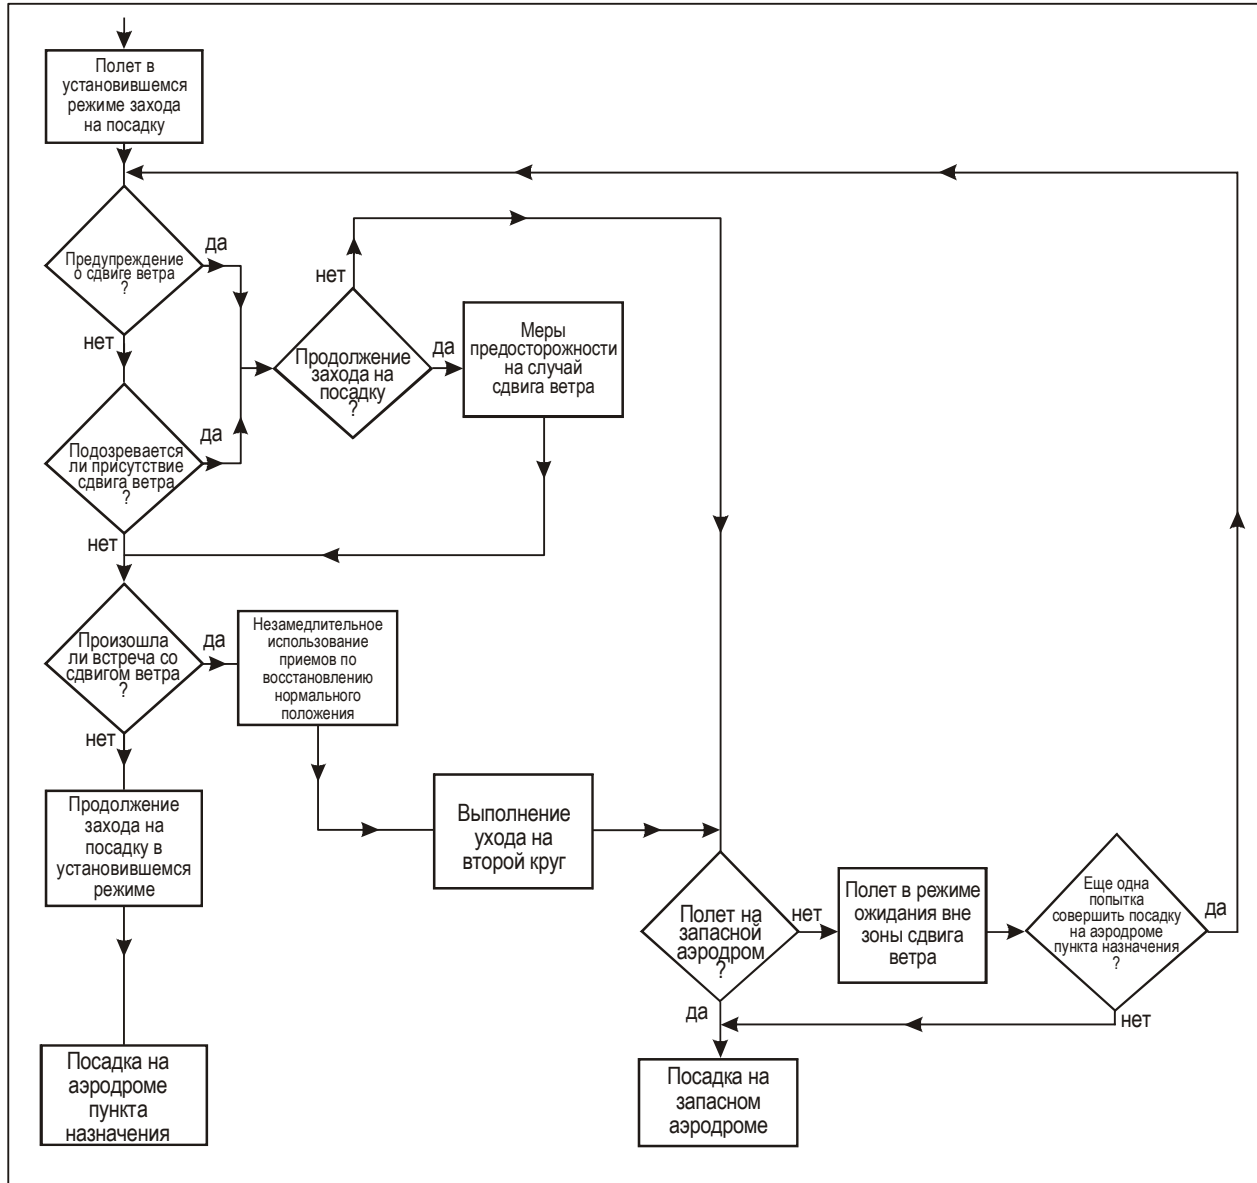 Полет в
установившемся
режиме захода
на посадку
Предупреждение
о сдвиге ветра
?
да
нет
Подозревается
ли присутствие
сдвига ветра
?
да
нет
Продолжение
захода на
посадку
?
нет
да
Меры
предосторожности
на случай
сдвига ветра
Произошла
ли встреча со
сдвигом ветра
?
да
нет
Незамедлительное
использование
приемов по
восстановлению
нормального
положения
Продолжение
захода на
посадку в
установившемся
режиме
Выполнение
ухода на
второй круг
Полет на
запасной
аэродром
?
нет
да
Полет в режиме
ожидания вне
зоны сдвига
ветра
Еще одна
попытка
совершить посадку
на аэродроме
пункта назначения
?
да
нет
Посадка на
аэродроме
пункта
назначения
Посадка на
запасном
аэродроме